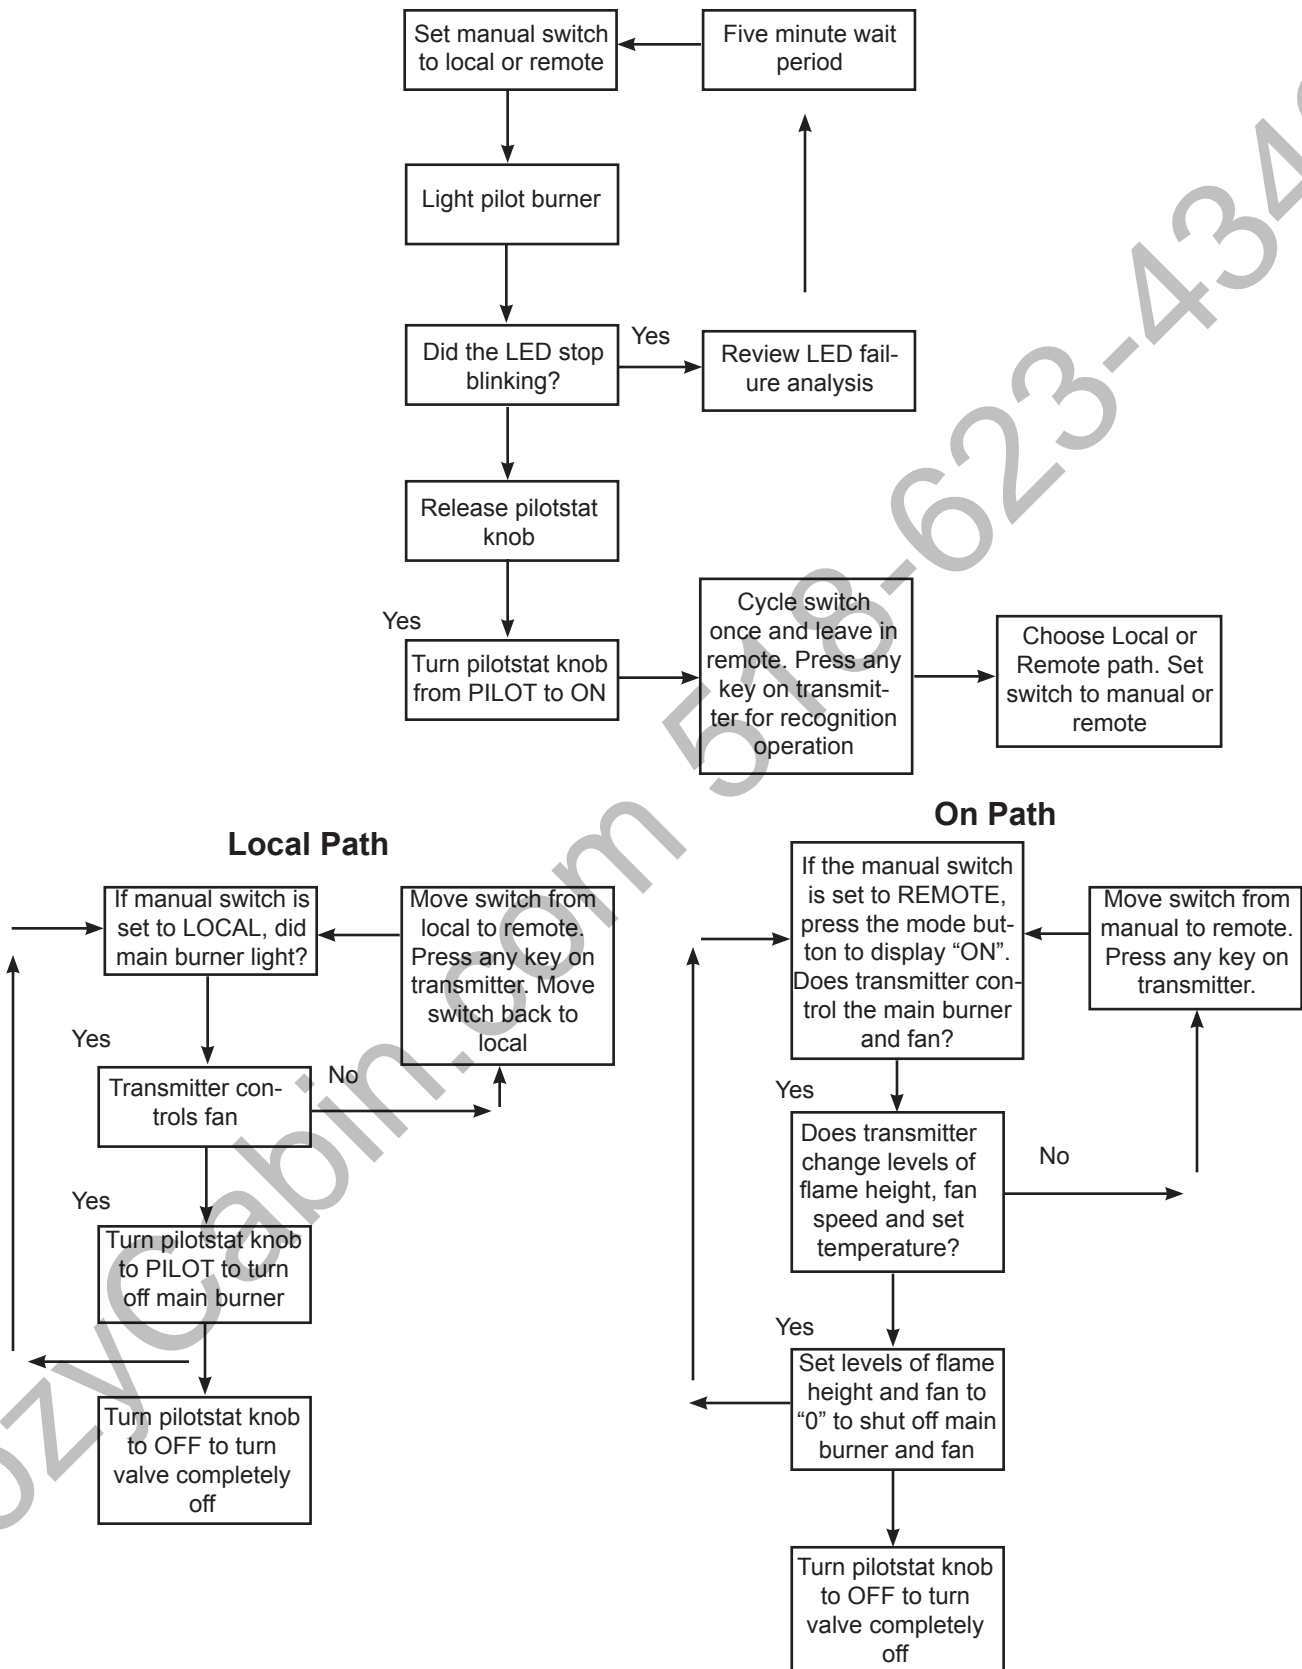 Set manual switch
to local or remote
Five minute wait
period
Light pilot burner
Did the LED stop
blinking?
Yes
Review LED fail-
ure analysis
Release pilotstat
knob
Yes
Turn pilotstat knob
from PILOT to ON
Cycle switch
once and leave in
remote. Press any
key on transmit-
ter for recognition
operation
Choose Local or
Remote path. Set
switch to manual or
remote
Local Path
If manual switch is
set to LOCAL, did
main burner light?
Move switch from
local to remote.
Press any key on
transmitter. Move
switch back to
local
Yes
Transmitter con-
trols fan
No
Yes
Turn pilotstat knob
to PILOT to turn
off main burner
Turn pilotstat knob
to OFF to turn
valve completely
off
On Path
If the manual switch
is set to REMOTE,
press the mode but-
ton to display “ON”.
Does transmitter con-
trol the main burner
and fan?
Move switch from
manual to remote.
Press any key on
transmitter.
Yes
Does transmitter
change levels of
flame height, fan
speed and set
temperature?
No
Yes
Set levels of flame
height and fan to
“0” to shut off main
burner and fan
Turn pilotstat knob
to OFF to turn
valve completely
off
ozyCabin.com 518-623-434